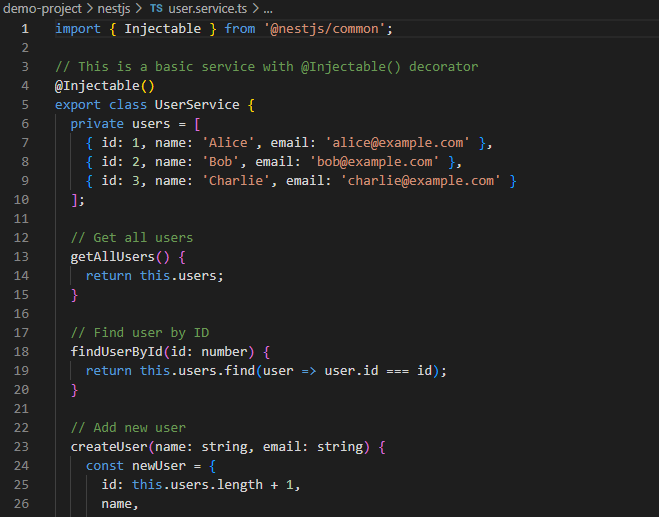 demo-project > nestjs > TS user.service.ts > ...
1 import { Injectable } from '@nestjs/common';
2
3 // This is a basic service with @Injectable() decorator
4 @Injectable()
5 export class UserService {
6   private users = [
7     { id: 1, name: 'Alice', email: 'alice@example.com' },
8     { id: 2, name: 'Bob', email: 'bob@example.com' },
9     { id: 3, name: 'Charlie', email: 'charlie@example.com' }
10   ];
11
12   // Get all users
13   getAllUsers() {
14     return this.users;
15   }
16
17   // Find user by ID
18   findUserById(id: number) {
19     return this.users.find(user => user.id === id);
20   }
21
22   // Add new user
23   createUser(name: string, email: string) {
24     const newUser = {
25       id: this.users.length + 1,
26       name,